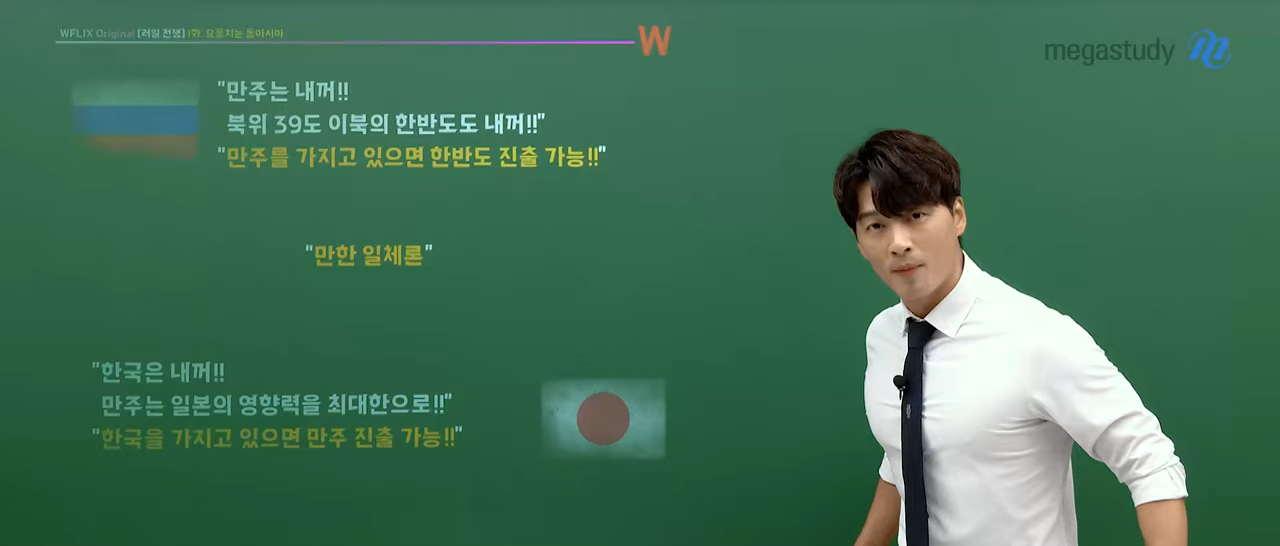 WFLIX Original [러일 전쟁] 1화. 요동치는 동아시아
W
megastudy
"만주는 내꺼!!
북위 39도 이북의 한반도도 내꺼!!"
"만주를 가지고 있으면 한반도 진출 가능!!"
"만한 일체론"
"한국은 내꺼!!
만주는 일본의 영향력을 최대한으로!!"
"한국을 가지고 있으면 만주 진출 가능!!"